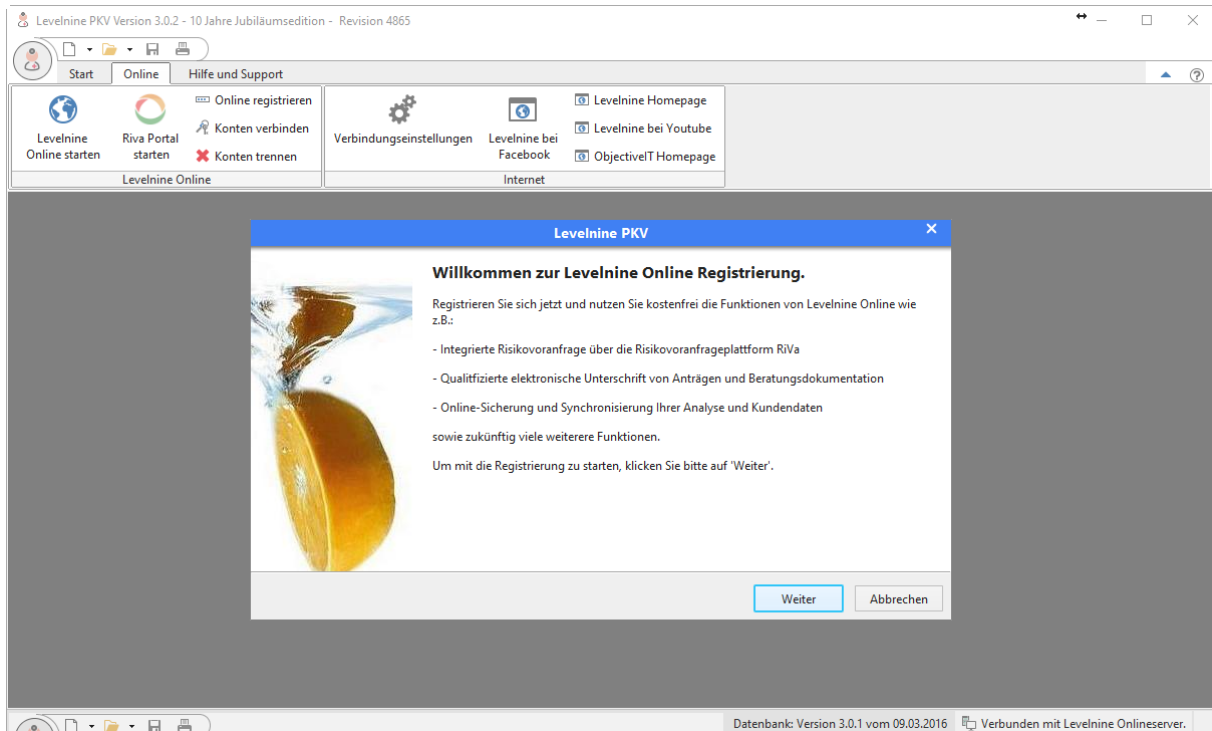 Levelnine PKV Version 3.0.2 - 10 Jahre Jubiläumsedition - Revision 4865
Start Online Hilfe und Support
Levelnine
Online starten
Riva Portal
starten
Online registrieren
Konten verbinden
Konten trennen
Levelnine Online
Verbindungseinstellungen
Levelnine bei
Facebook
Levelnine Homepage
Levelnine bei Youtube
ObjectiveIT Homepage
Internet
Levelnine PKV
Willkommen zur Levelnine Online Registrierung.
Registrieren Sie sich jetzt und nutzen Sie kostenfrei die Funktionen von Levelnine Online wie
z.B.:
- Integrierte Risikovoranfrage über die Risikovoranfrageplattform RiVa
- Qualitfizierte elektronische Unterschrift von Anträgen und Beratungsdokumentation
- Online-Sicherung und Synchronisierung Ihrer Analyse und Kundendaten
sowie zukünftig viele weiterere Funktionen.
Um mit die Registrierung zu starten, klicken Sie bitte auf 'Weiter'.
Weiter Abbrechen
Datenbank: Version 3.0.1 vom 09.03.2016 Verbunden mit Levelnine Onlineserver.